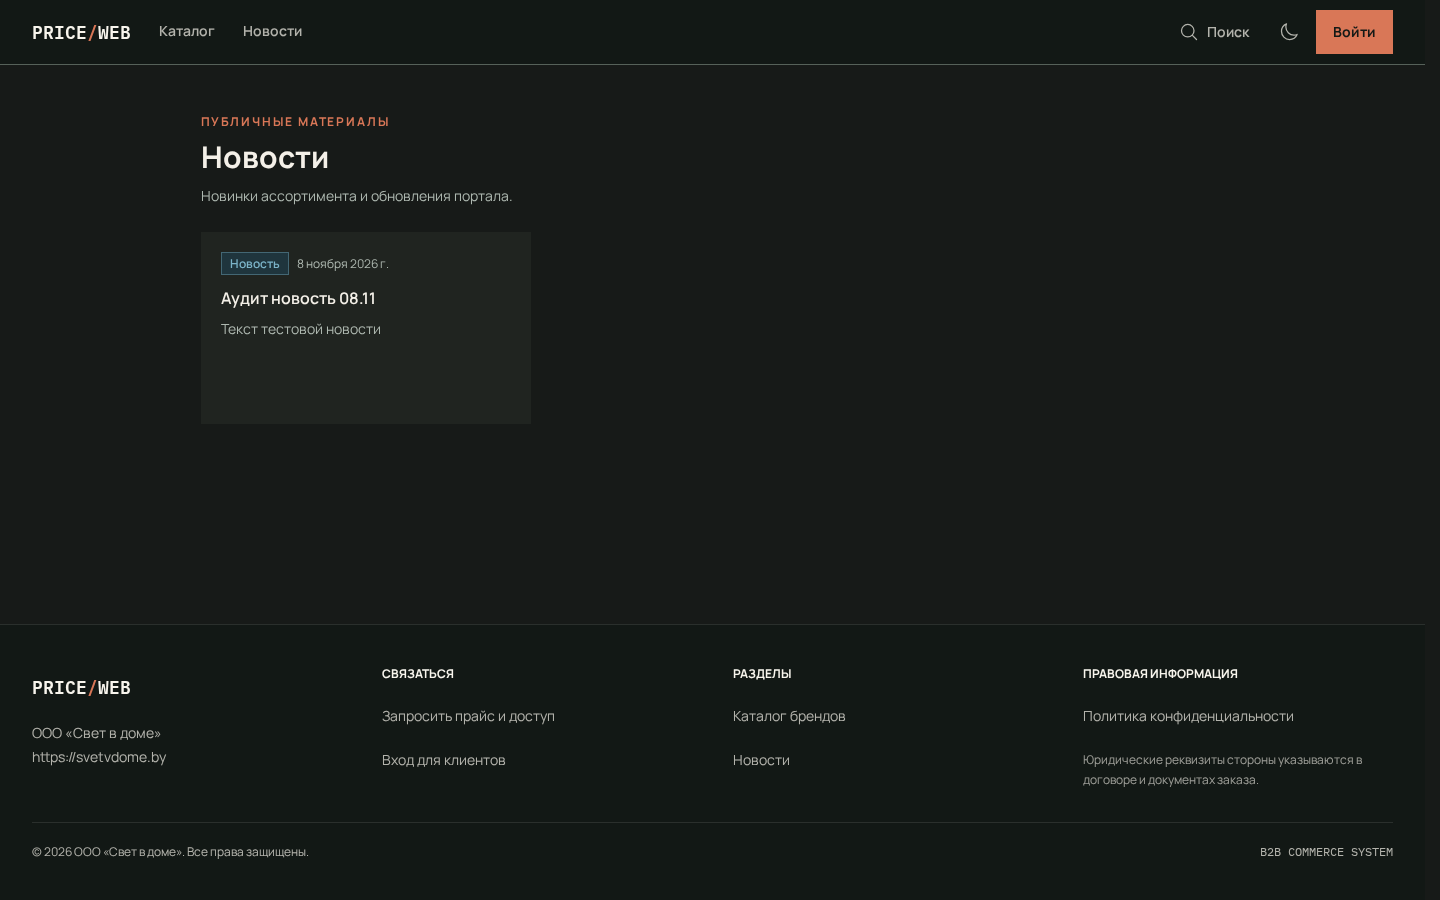 PRICE/WEB
Каталог
Новости
Поиск
Войти
ПУБЛИЧНЫЕ МАТЕРИАЛЫ
Новости
Новинки ассортимента и обновления портала.
Новость
8 ноября 2026 г.
Аудит новость 08.11
Текст тестовой новости
PRICE/WEB
ООО «Свет в доме»
https://svetvdome.by
СВЯЗАТЬСЯ
Запросить прайс и доступ
Вход для клиентов
РАЗДЕЛЫ
Каталог брендов
Новости
ПРАВОВАЯ ИНФОРМАЦИЯ
Политика конфиденциальности
Юридические реквизиты стороны указываются в
договоре и документах заказа.
© 2026 ООО «Свет в доме». Все права защищены.
B2B COMMERCE SYSTEM